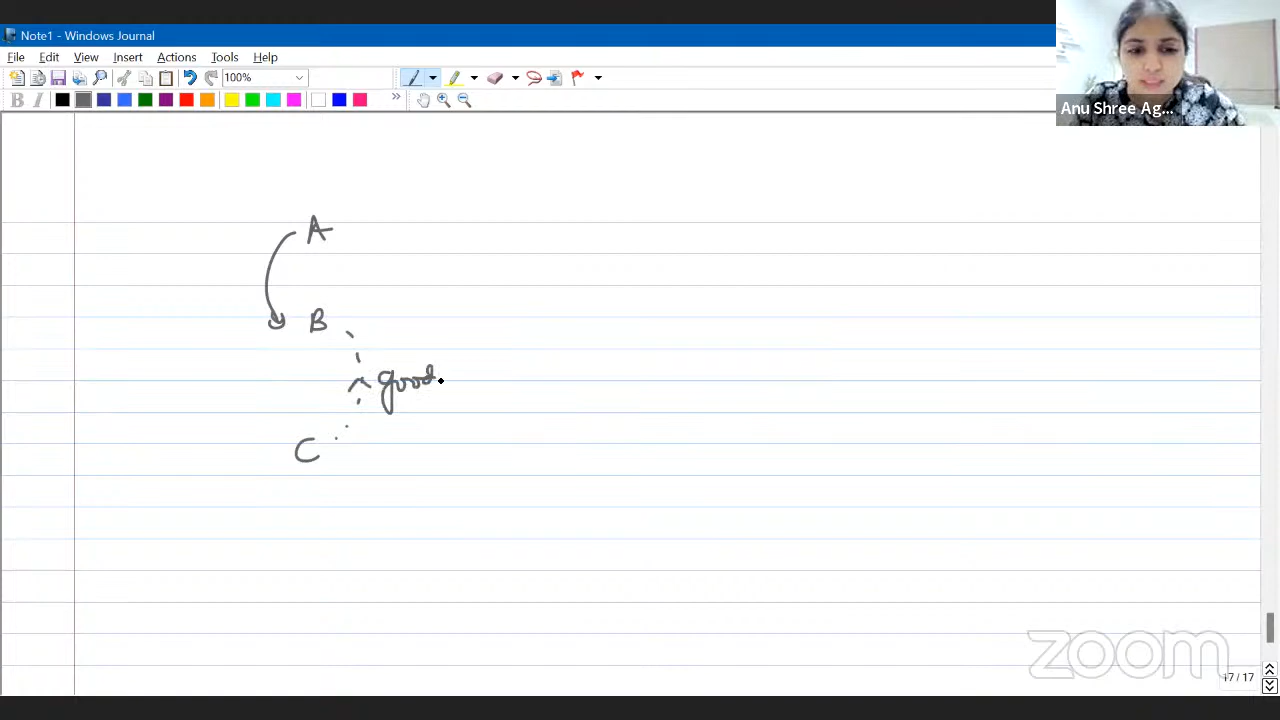 Note1 - Windows Journal
File Edit View Insert Actions Tools Help
100%
B I
Anu Shree Ag...
A
B
good
C
zoom
17 / 17